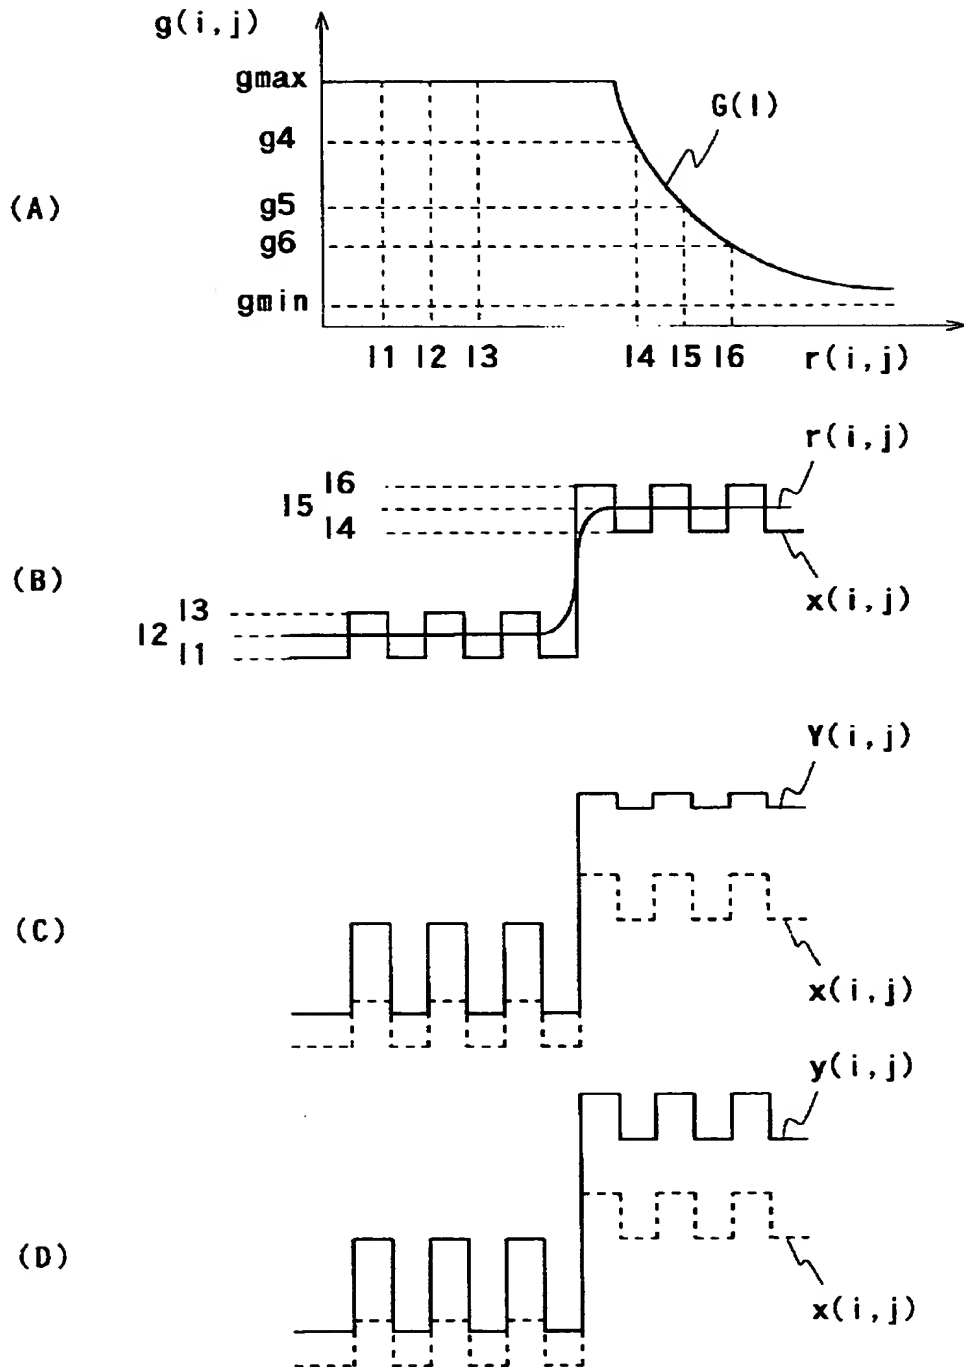 g(i,j)
gmax
G(l)
g4
(A)
g5
g6
gmin
l1 l2 l3 l4 l5 l6 r(i,j)
r(i,j)
l6
l5
l4
(B)
x(i,j)
l3
l2
l1
Y(i,j)
(C)
x(i,j)
y(i,j)
(D)
x(i,j)